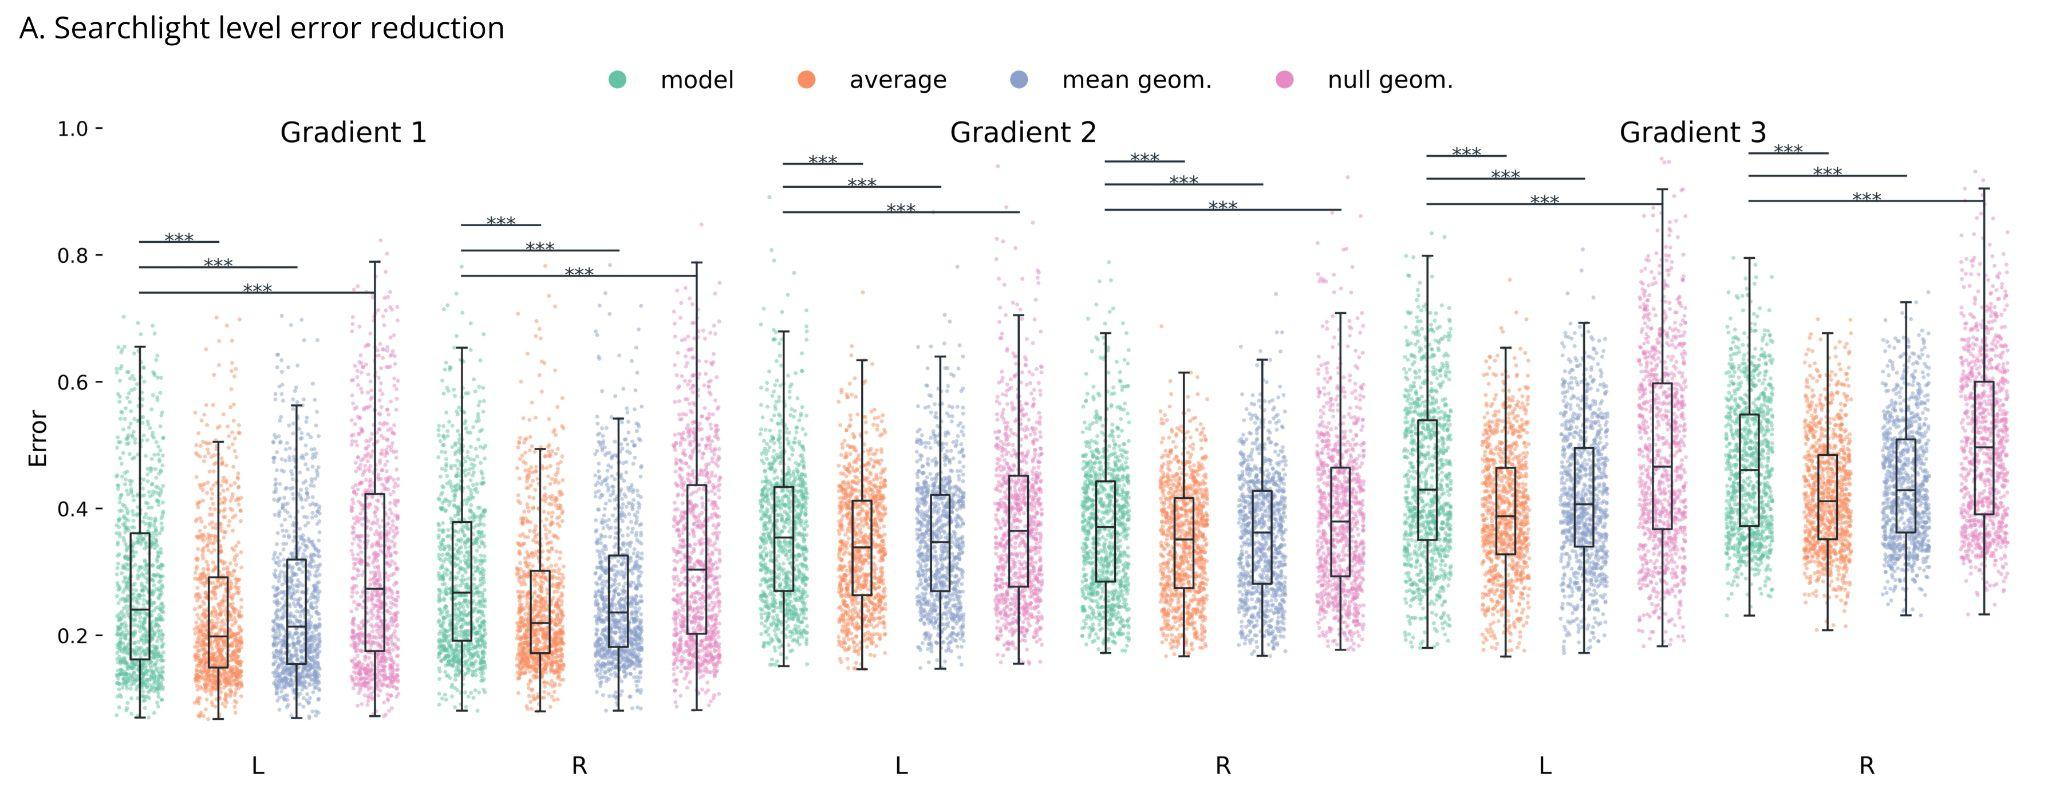 A. Searchlight level error reduction
model average mean geom. null geom.
Gradient 1 Gradient 2 Gradient 3
1.0
0.8
0.6
0.4
0.2
Error
*** *** *** *** *** ***
*** *** *** *** *** ***
*** *** *** *** *** ***
L R L R L R